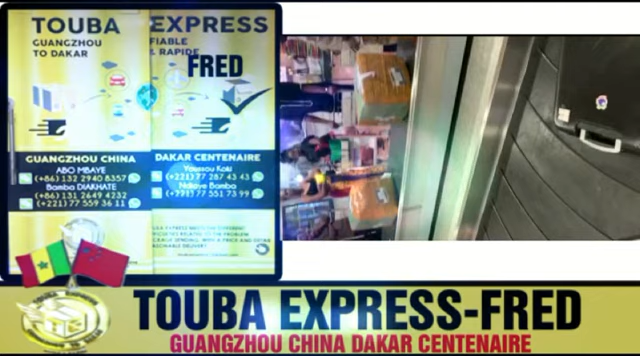 TOUBA EXPRESS
GUANGZHOU
TO DAKAR
FIABLE
& RAPIDE
FRED
GUANGZHOU CHINA
ABO MBAYE
(+86) 132 2940 8357
Bamba DIAKHATE
(+86) 131 2649 4232
(+221) 77 559 36 11
DAKAR CENTENAIRE
Youssou Koki
(+221) 77 287 43 43
Ndiaye Bamba
(+221) 77 551 73 99
TOUBA EXPRESS-FRED
GUANGZHOU CHINA DAKAR CENTENAIRE